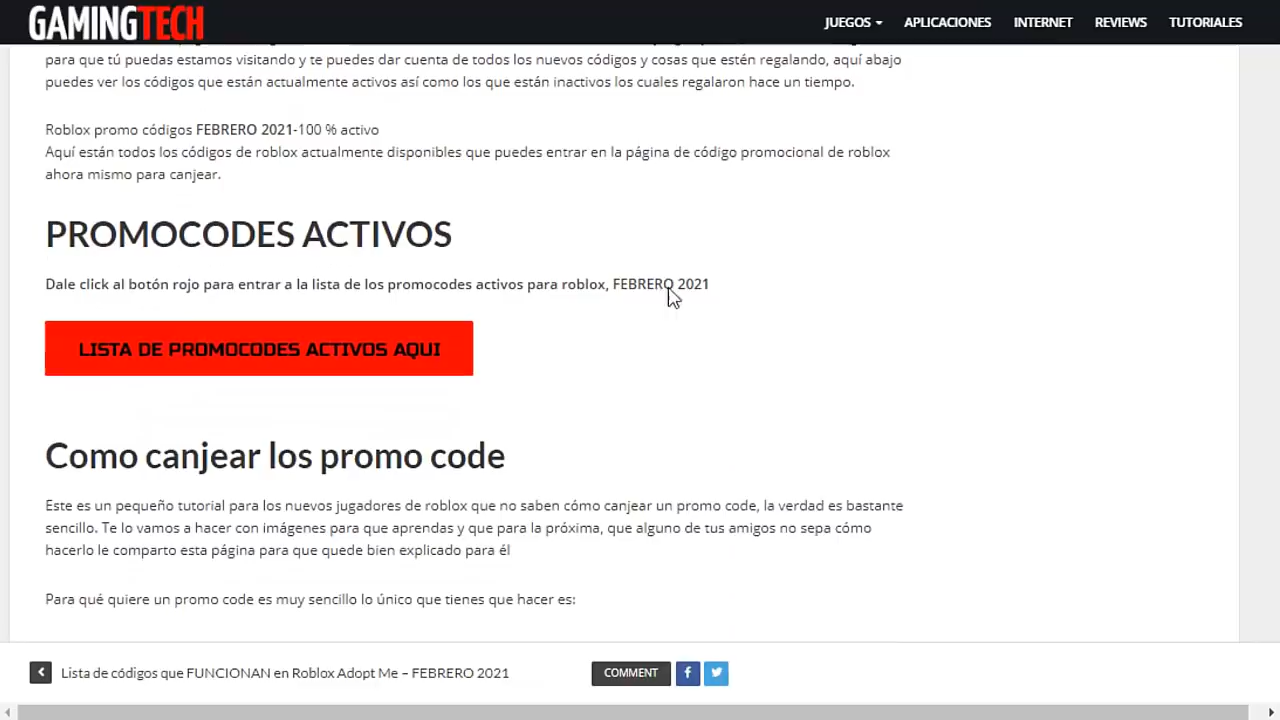 GAMINGTECH
JUEGOS
APLICACIONES
INTERNET
REVIEWS
TUTORIALES
para que tú puedas estamos visitando y te puedes dar cuenta de todos los nuevos códigos y cosas que estén regalando, aquí abajo
puedes ver los códigos que están actualmente activos así como los que están inactivos los cuales regalaron hace un tiempo.
Roblox promo códigos FEBRERO 2021-100 % activo
Aquí están todos los códigos de roblox actualmente disponibles que puedes entrar en la página de código promocional de roblox
ahora mismo para canjear.
PROMOCODES ACTIVOS
Dale click al botón rojo para entrar a la lista de los promocodes activos para roblox, FEBRERO 2021
LISTA DE PROMOCODES ACTIVOS AQUI
Como canjear los promo code
Este es un pequeño tutorial para los nuevos jugadores de roblox que no saben cómo canjear un promo code, la verdad es bastante
sencillo. Te lo vamos a hacer con imágenes para que aprendas y que para la próxima, que alguno de tus amigos no sepa cómo
hacerlo le comparto esta página para que quede bien explicado para él
Para qué quiere un promo code es muy sencillo lo único que tienes que hacer es:
Lista de códigos que FUNCIONAN en Roblox Adopt Me – FEBRERO 2021
COMMENT